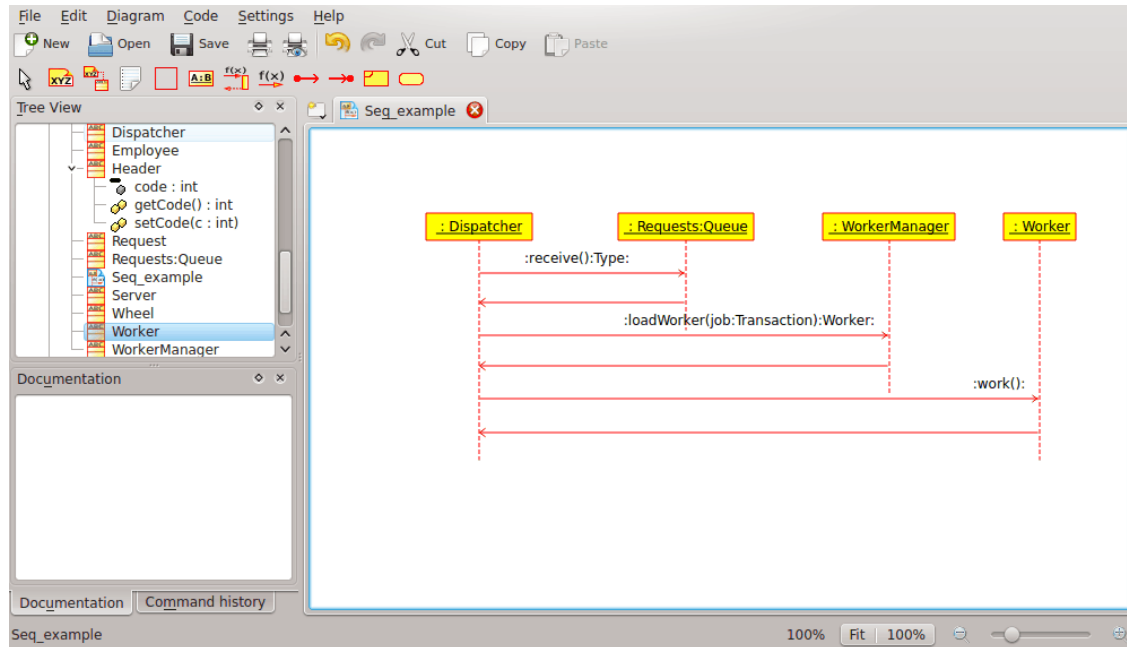 File Edit Diagram Code Settings Help
New Open Save Cut Copy Paste
XYZ A:B f(x) f(x)
Tree View
Seq_example
Dispatcher
Employee
Header
code : int
getCode() : int
setCode(c : int)
Request
Requests:Queue
Seq_example
Server
Wheel
Worker
WorkerManager
Documentation
Documentation Command history
: Dispatcher : Requests:Queue : WorkerManager : Worker
:receive():Type:
:loadWorker(job:Transaction):Worker:
:work():
Seq_example 100% Fit 100%